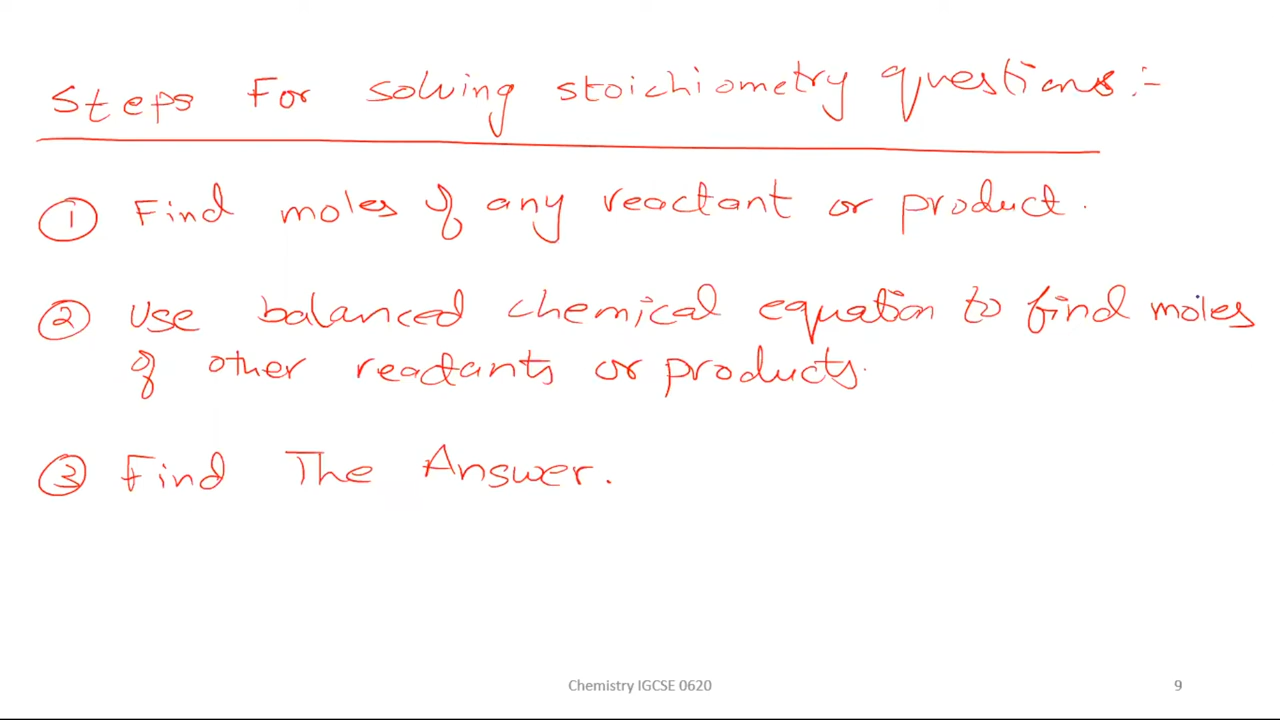 Steps For solving stoichiometry questions :-
① Find moles of any reactant or product.
② Use balanced chemical equation to find moles
of other reactants or products.
③ Find The Answer.
Chemistry IGCSE 0620
9